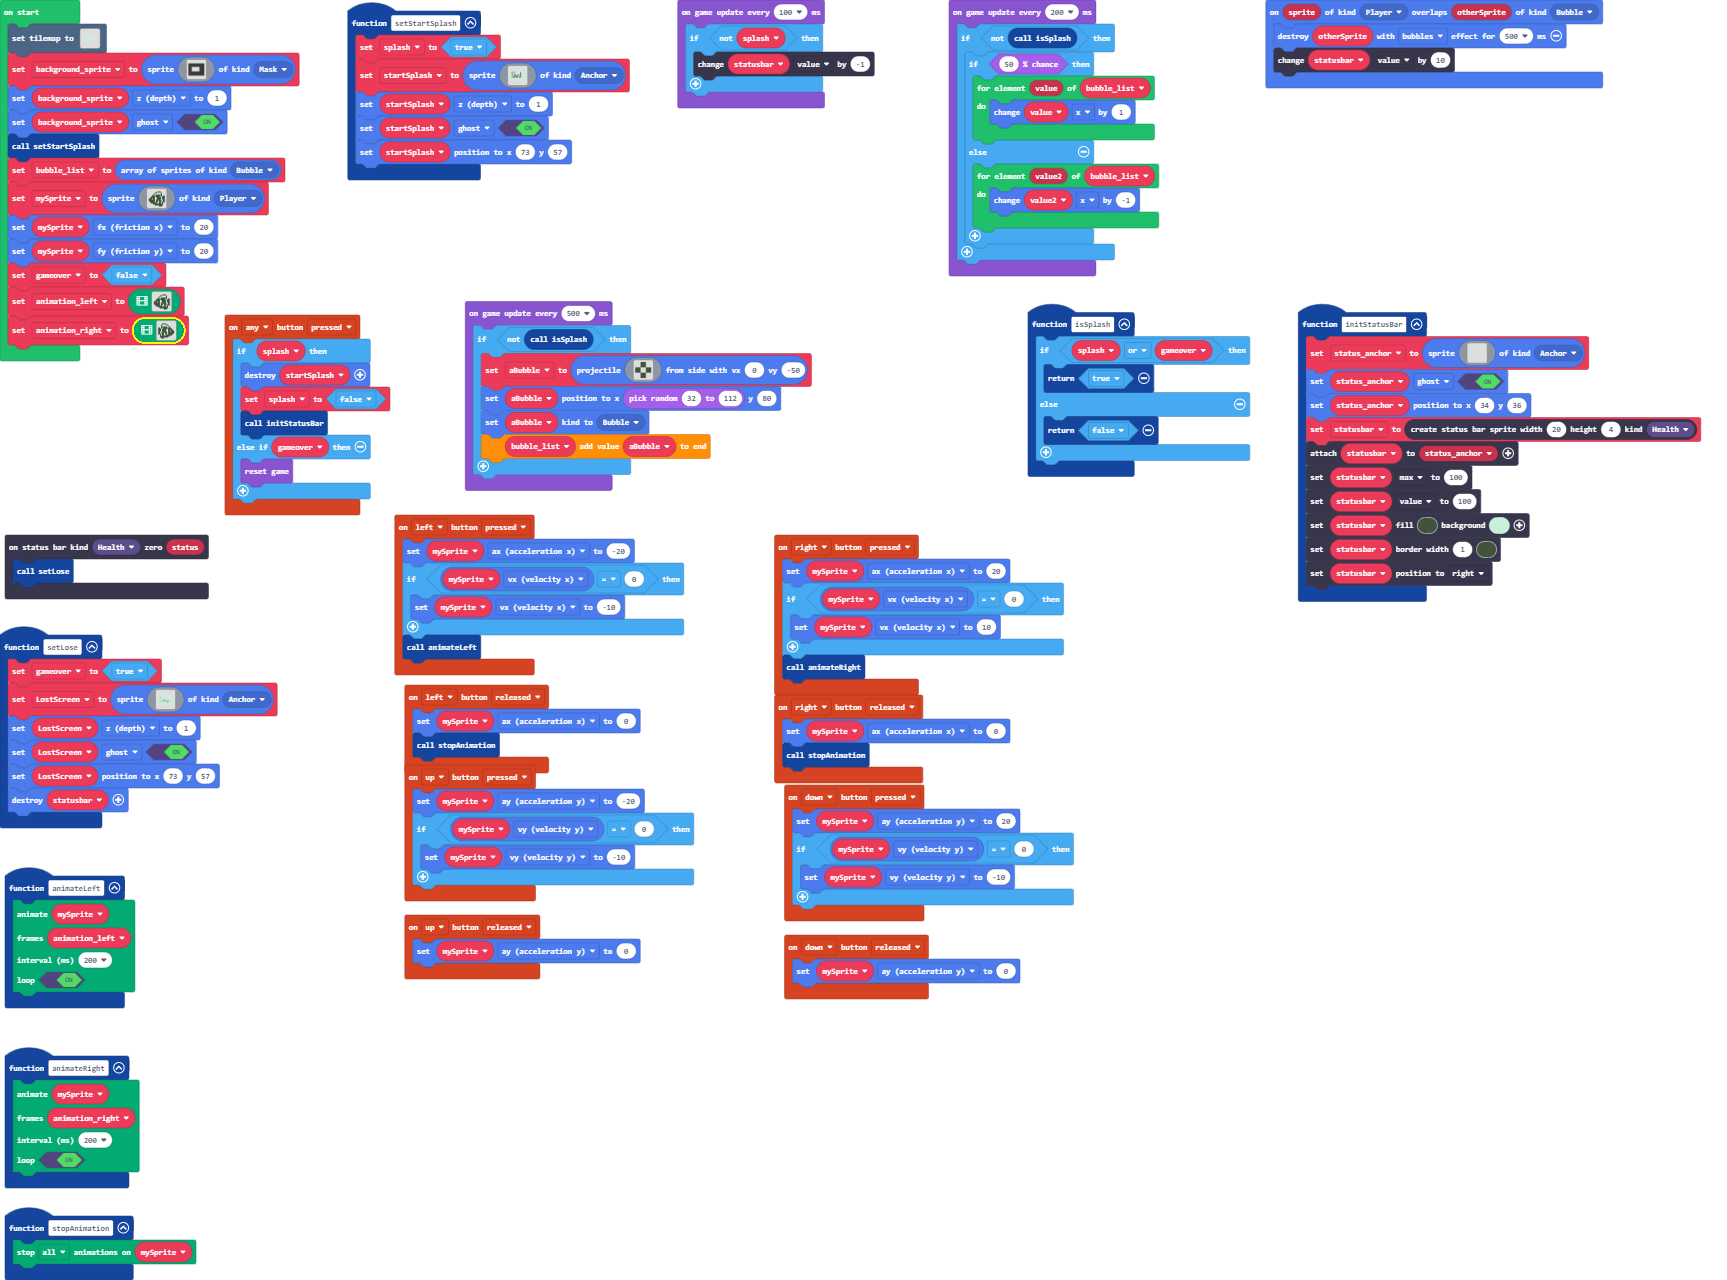 on start
set tilemap to
set background_sprite to sprite of kind Mask
set background_sprite z (depth) to 1
set background_sprite ghost ON
call setStartSplash
set bubble_list to array of sprites of kind Bubble
set mySprite to sprite of kind Player
set mySprite fx (friction x) to 20
set mySprite fy (friction y) to 20
set gameover to false
set animation_left to
set animation_right to
function setStartSplash
set splash to true
set startSplash to sprite of kind Anchor
set startSplash z (depth) to 1
set startSplash ghost ON
set startSplash position to x 73 y 57
on game update every 100 ms
if not splash then
change statusbar value by -1
on game update every 200 ms
if not call isSplash then
if 50 % chance then
for element value of bubble_list
do
change value x by 1
else
for element value2 of bubble_list
do
change value2 x by -1
on sprite of kind Player overlaps otherSprite of kind Bubble
destroy otherSprite with bubbles effect for 500 ms
change statusbar value by 10
on any button pressed
if splash then
destroy startSplash
set splash to false
call initStatusBar
else if gameover then
reset game
on game update every 500 ms
if not call isSplash then
set aBubble to projectile from side with vx 0 vy -50
set aBubble position to x pick random 32 to 112 y 80
set aBubble kind to Bubble
bubble_list add value aBubble to end
function isSplash
if splash or gameover then
return true
else
return false
function initStatusBar
set status_anchor to sprite of kind Anchor
set status_anchor ghost ON
set status_anchor position to x 34 y 36
set statusbar to create status bar sprite width 20 height 4 kind Health
attach statusbar to status_anchor
set statusbar max to 100
set statusbar value to 100
set statusbar fill background
set statusbar border width 1
set statusbar position to right
on status bar kind Health zero status
call setLose
function setLose
set gameover to true
set LostScreen to sprite of kind Anchor
set LostScreen z (depth) to 1
set LostScreen ghost ON
set LostScreen position to x 73 y 57
destroy statusbar
on left button pressed
set mySprite ax (acceleration x) to -20
if mySprite vx (velocity x) = 0 then
set mySprite vx (velocity x) to -10
call animateLeft
on left button released
set mySprite ax (acceleration x) to 0
call stopAnimation
on up button pressed
set mySprite ay (acceleration y) to -20
if mySprite vy (velocity y) = 0 then
set mySprite vy (velocity y) to -10
on up button released
set mySprite ay (acceleration y) to 0
on right button pressed
set mySprite ax (acceleration x) to 20
if mySprite vx (velocity x) = 0 then
set mySprite vx (velocity x) to 10
call animateRight
on right button released
set mySprite ax (acceleration x) to 0
call stopAnimation
on down button pressed
set mySprite ay (acceleration y) to 20
if mySprite vy (velocity y) = 0 then
set mySprite vy (velocity y) to -10
on down button released
set mySprite ay (acceleration y) to 0
function animateLeft
animate mySprite
frames animation_left
interval (ms) 200
loop ON
function animateRight
animate mySprite
frames animation_right
interval (ms) 200
loop ON
function stopAnimation
stop all animations on mySprite